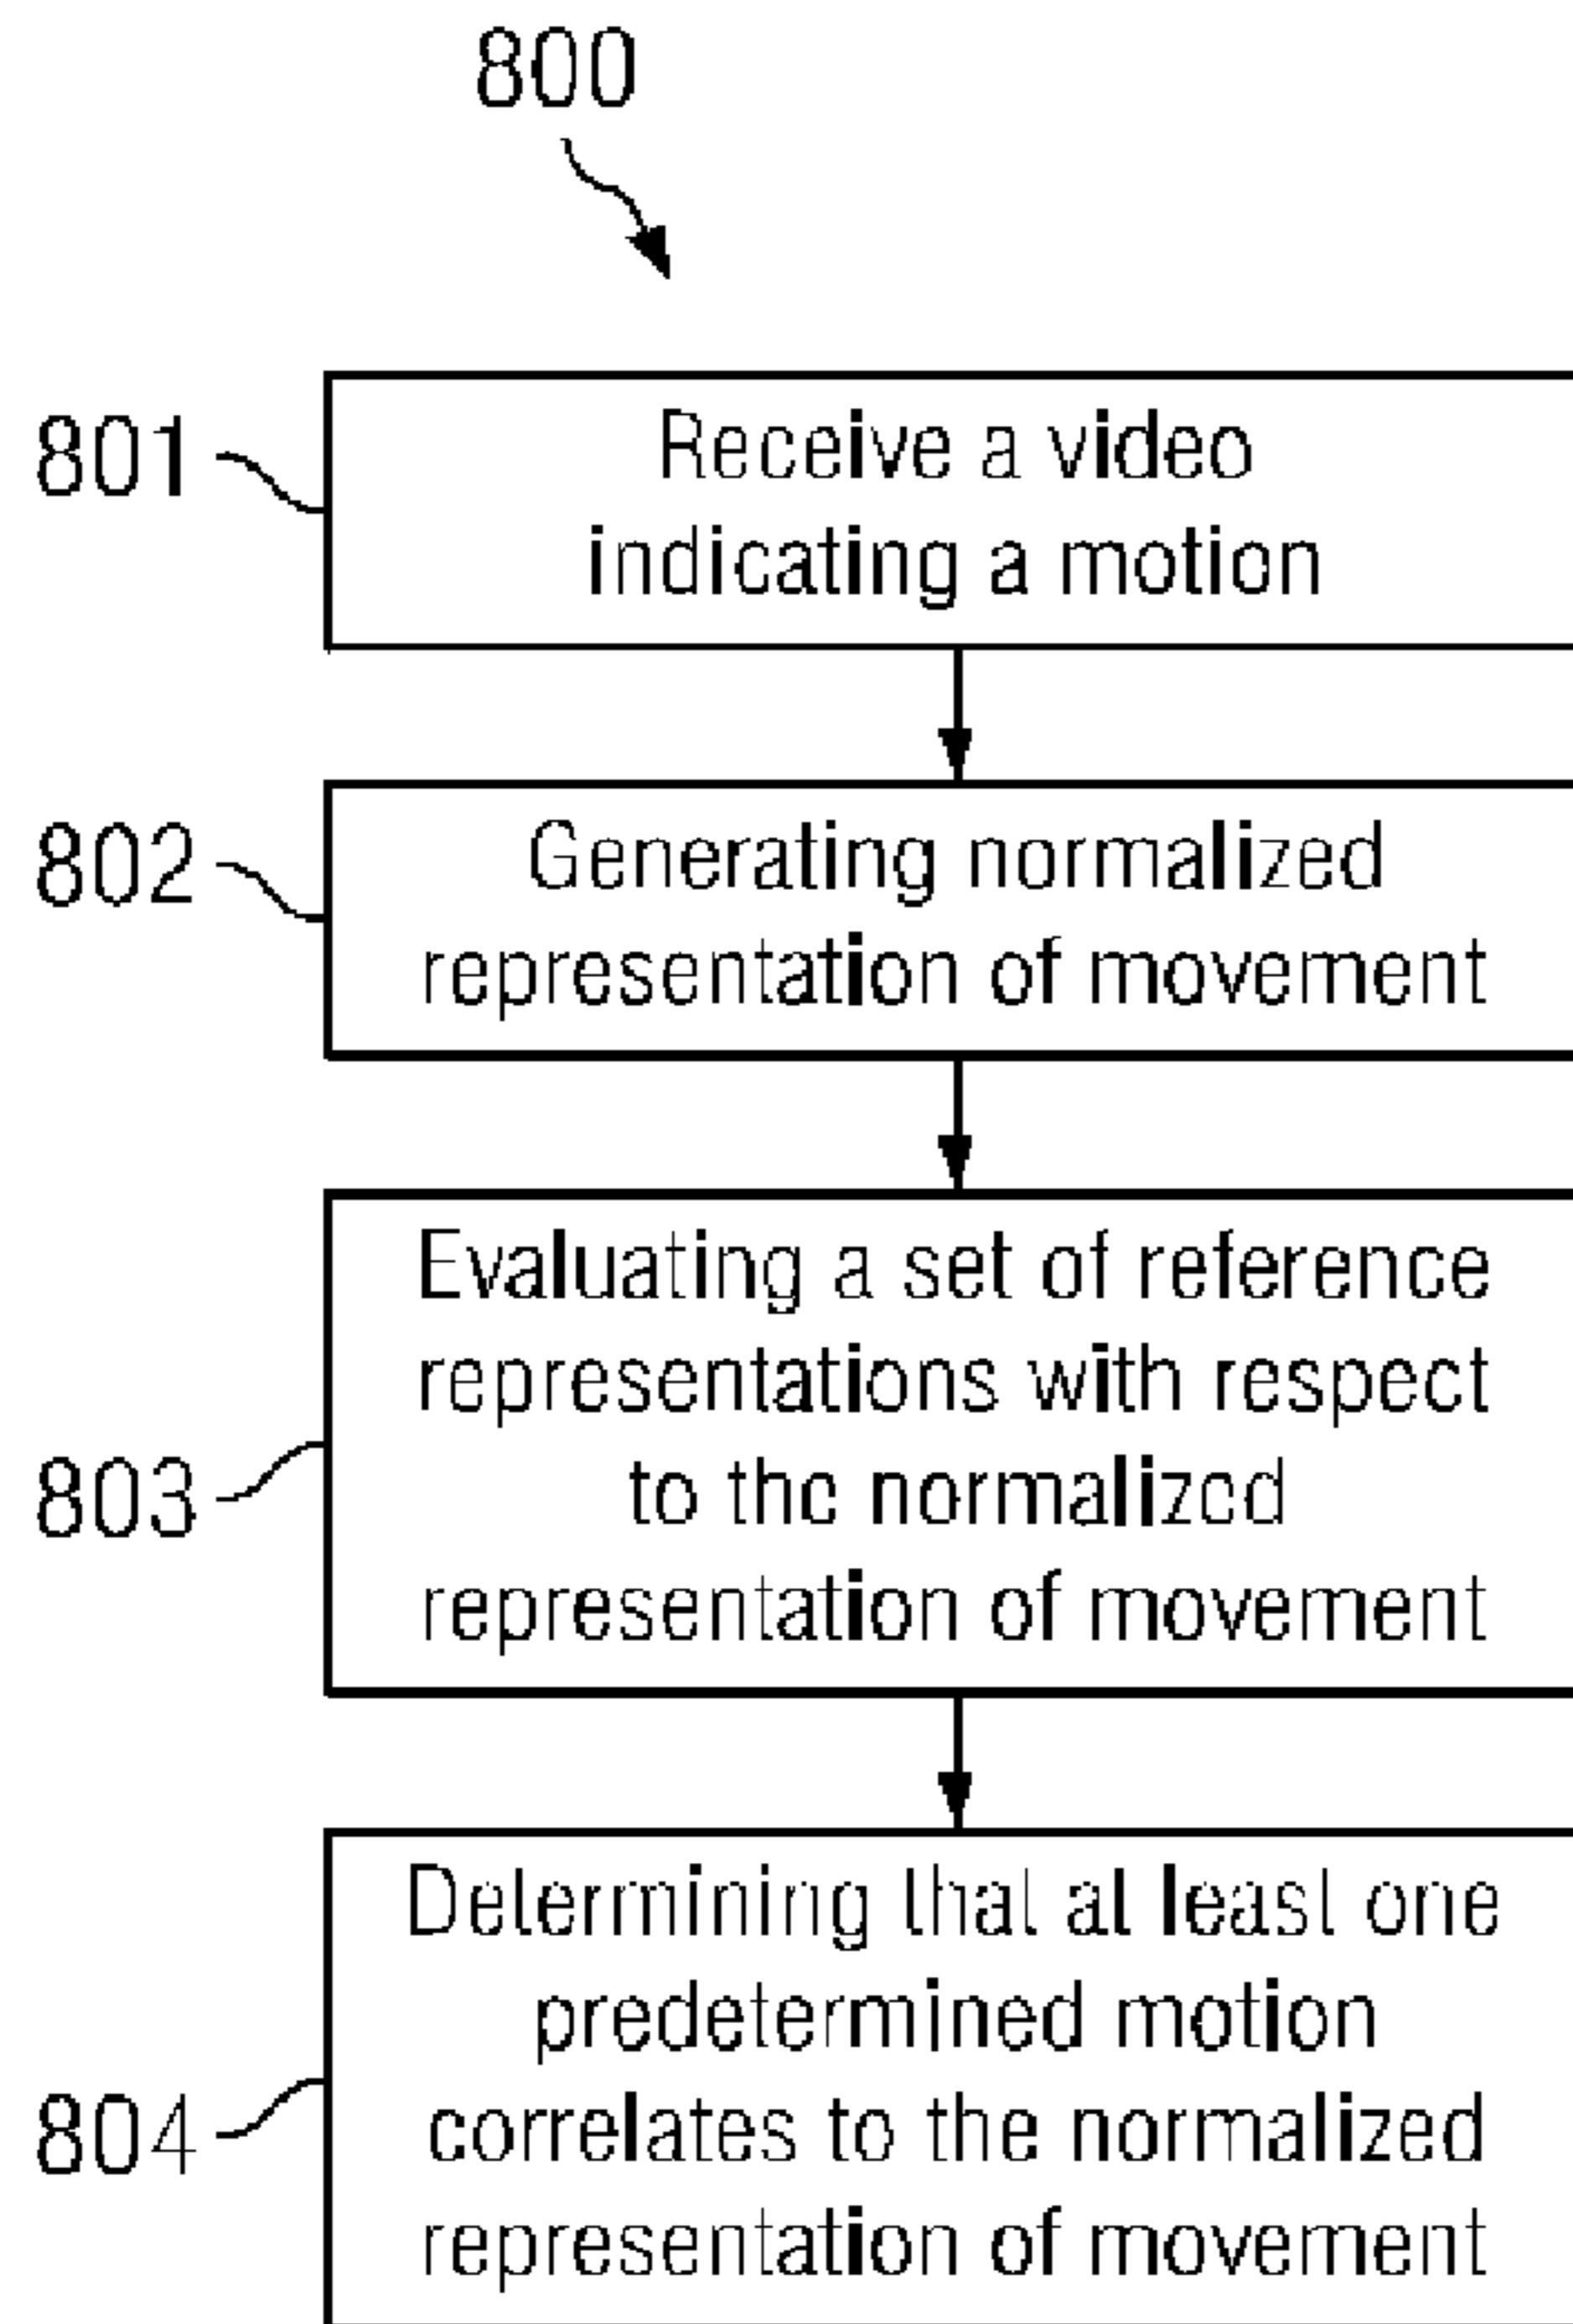 800
801
Receive a video
indicating a motion
802
Generating normalized
representation of movement
803
Evaluating a set of reference
representations with respect
to the normalized
representation of movement
804
Determining that at least one
predetermined motion
correlates to the normalized
representation of movement